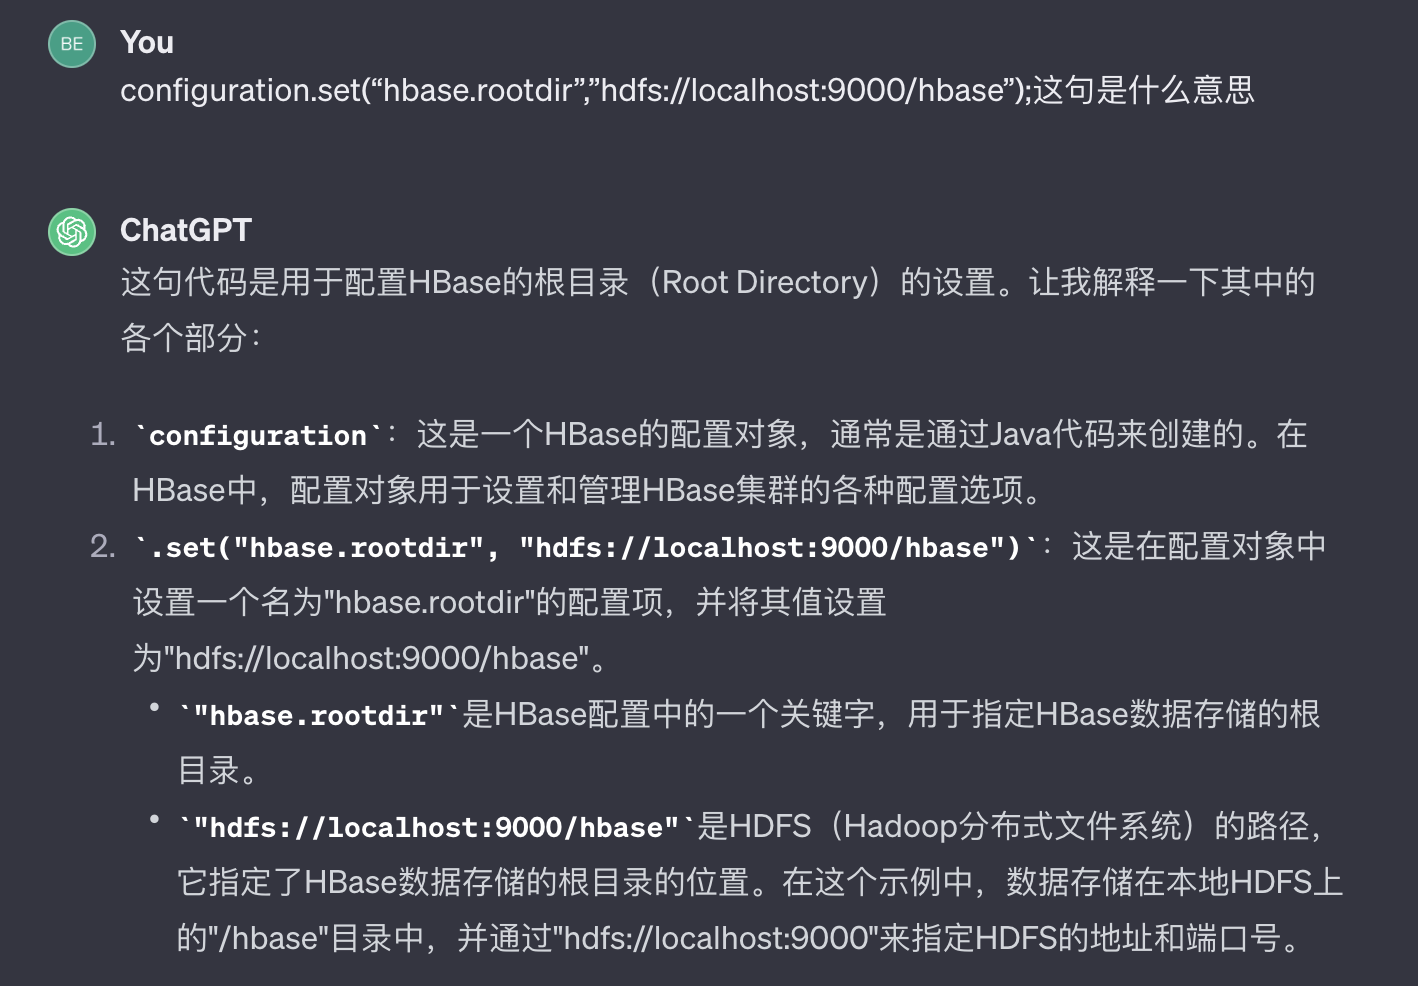 BE
You
configuration.set(“hbase.rootdir”,”hdfs://localhost:9000/hbase”);这句是什么意思
ChatGPT
这句代码是用于配置HBase的根目录（Root Directory）的设置。让我解释一下其中的
各个部分：
1. `configuration`：这是一个HBase的配置对象，通常是通过Java代码来创建的。在
HBase中，配置对象用于设置和管理HBase集群的各种配置选项。
2. `.set("hbase.rootdir", "hdfs://localhost:9000/hbase")`：这是在配置对象中
设置一个名为"hbase.rootdir"的配置项，并将其值设置
为"hdfs://localhost:9000/hbase"。
• `"hbase.rootdir"`是HBase配置中的一个关键字，用于指定HBase数据存储的根
目录。
• `"hdfs://localhost:9000/hbase"`是HDFS（Hadoop分布式文件系统）的路径，
它指定了HBase数据存储的根目录的位置。在这个示例中，数据存储在本地HDFS上
的"/hbase"目录中，并通过"hdfs://localhost:9000"来指定HDFS的地址和端口号。